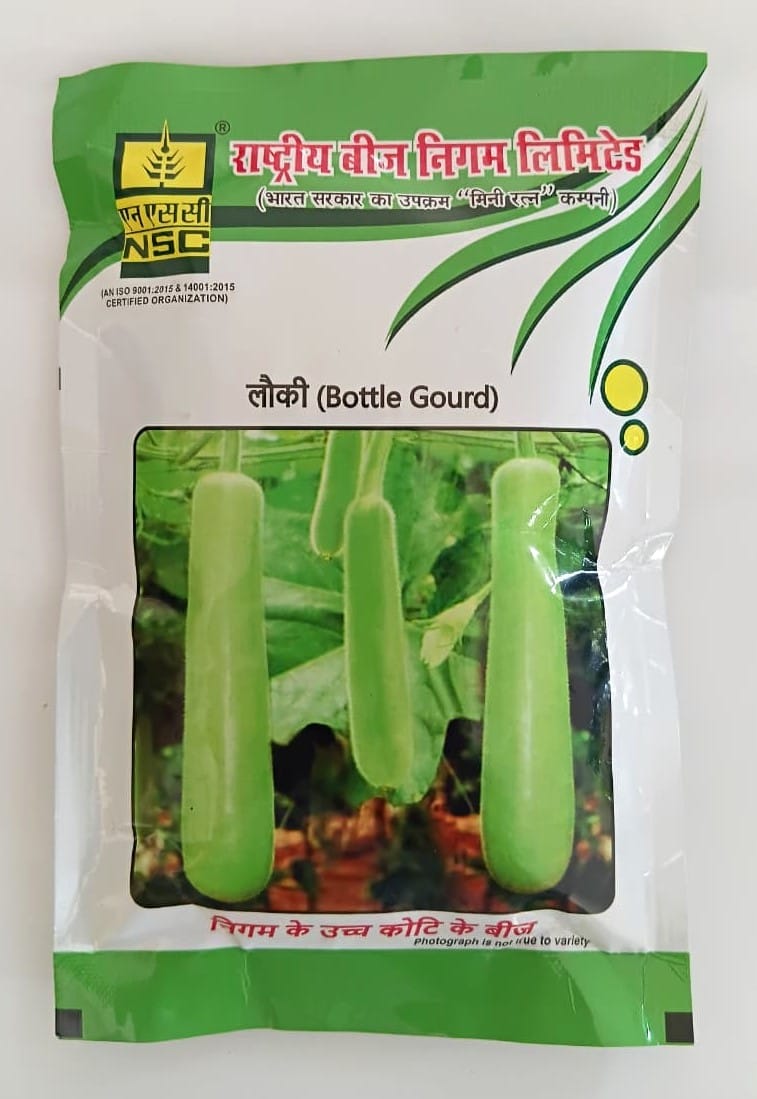 ®
राष्ट्रीय बीज निगम लिमिटेड
(भारत सरकार का उपक्रम “मिनी रत्न” कम्पनी)
एन एस सी
NSC
(AN ISO 9001:2015 & 14001:2015
CERTIFIED ORGANIZATION)
लौकी (Bottle Gourd)
निगम के उच्च कोटि के बीज
Photograph is not true to variety